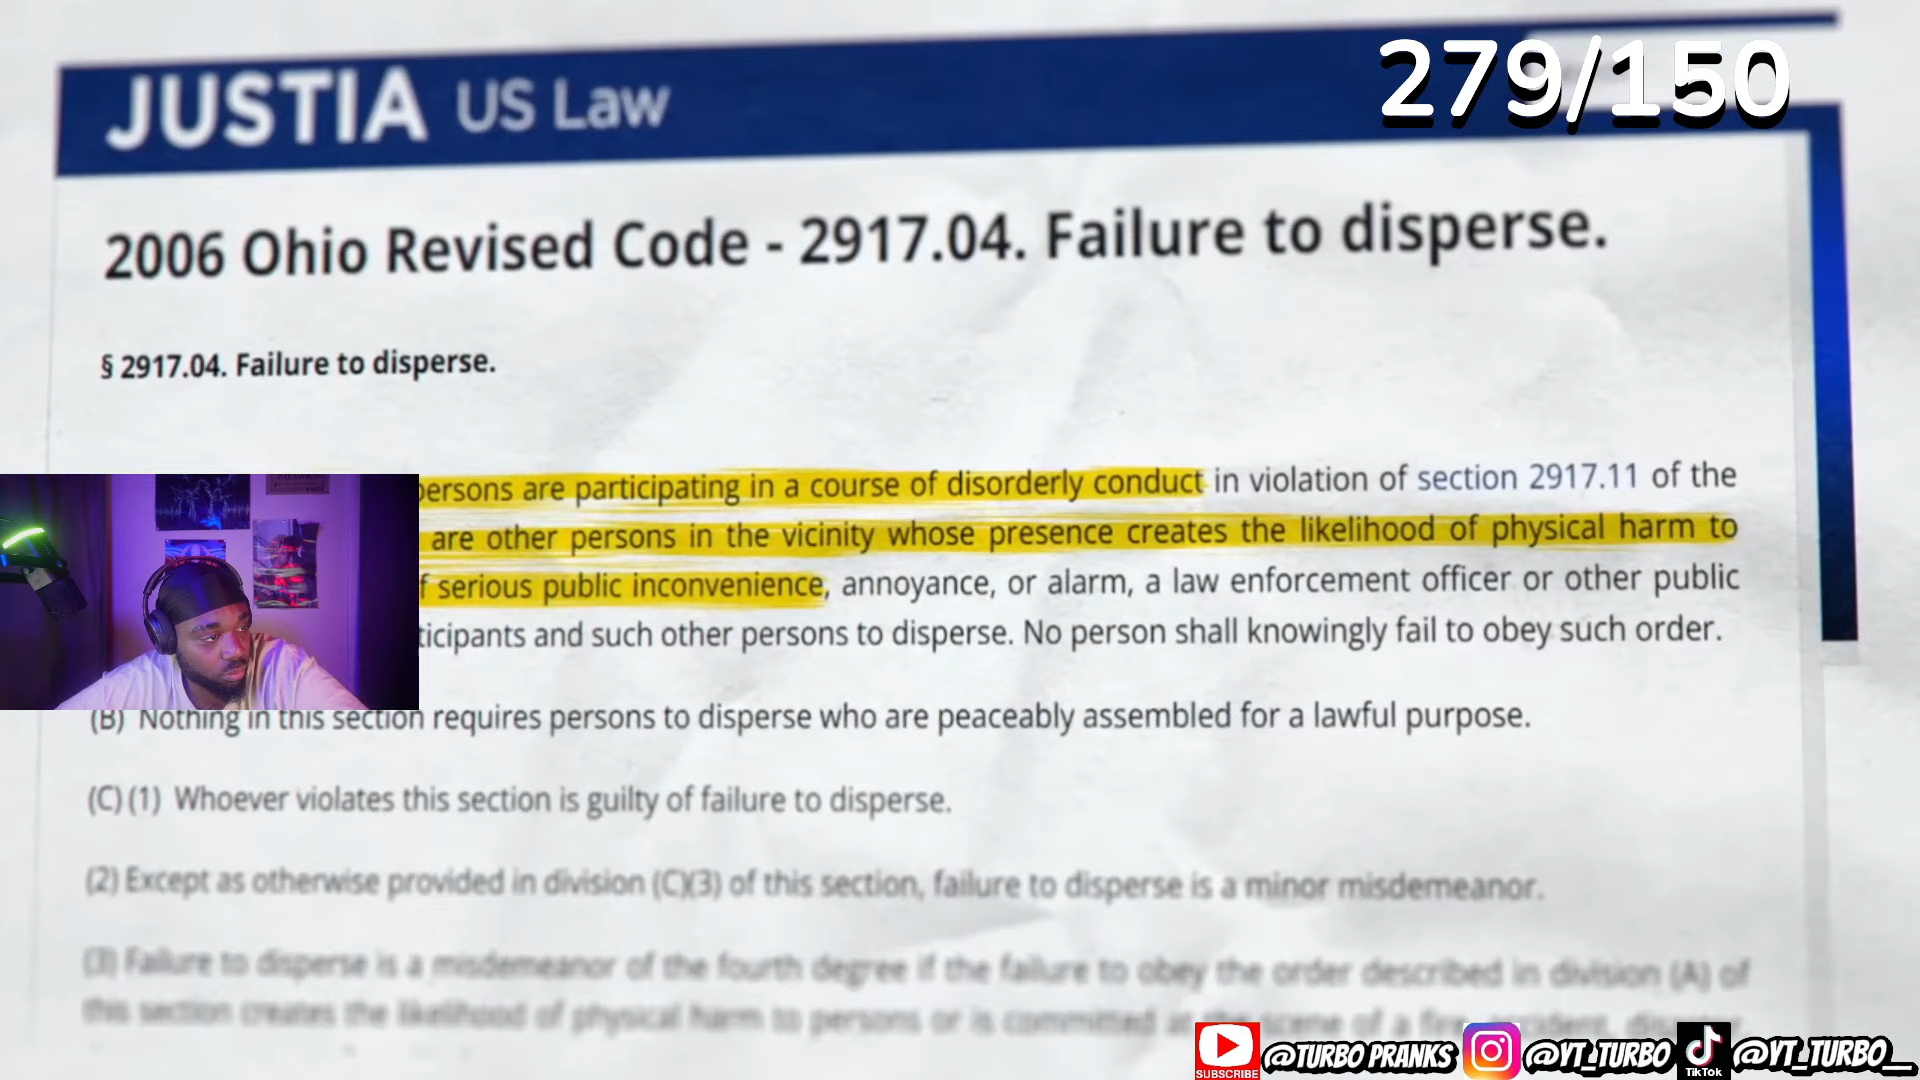 JUSTIA US Law
279/150
2006 Ohio Revised Code - 2917.04. Failure to disperse.
§ 2917.04. Failure to disperse.
persons are participating in a course of disorderly conduct in violation of section 2917.11 of the
are other persons in the vicinity whose presence creates the likelihood of physical harm to
f serious public inconvenience, annoyance, or alarm, a law enforcement officer or other public
ticipants and such other persons to disperse. No person shall knowingly fail to obey such order.
(B) Nothing in this section requires persons to disperse who are peaceably assembled for a lawful purpose.
(C) (1) Whoever violates this section is guilty of failure to disperse.
(2) Except as otherwise provided in division (C)(3) of this section, failure to disperse is a minor misdemeanor.
(3) Failure to disperse is a misdemeanor of the fourth degree if the failure to obey the order described in division (A) of
this section creates the likelihood of physical harm to persons or is committed at the scene of a fire,
SUBSCRIBE @TURBO PRANKS @YT_TURBO TikTok @YT_TURBO__